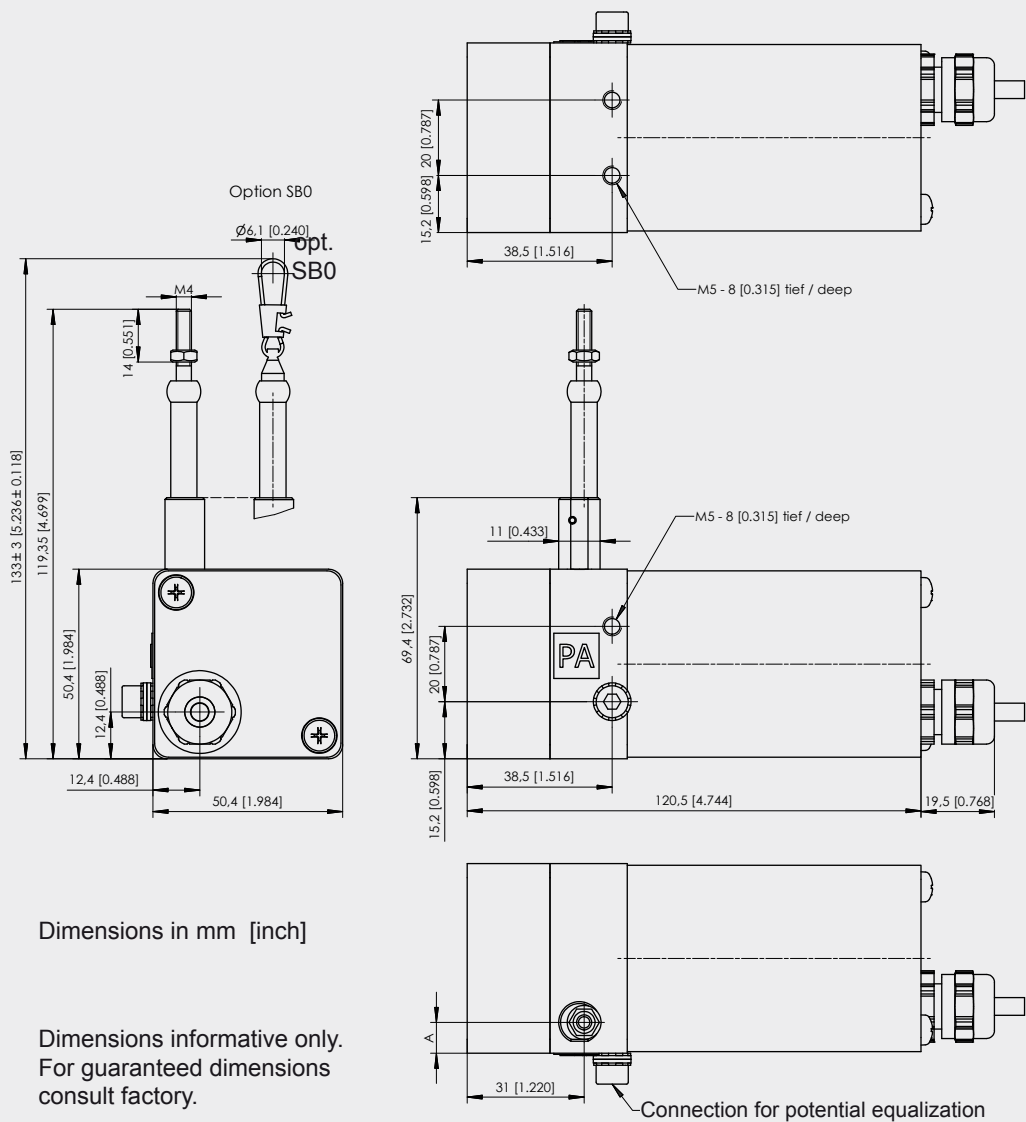 20 [0.787]
15,2 [0.598]
38,5 [1.516]
M5 - 8 [0.315] tief / deep
Option SB0
Ø6,1 [0.240]
opt.
SB0
M4
14 [0.551]
133± 3 [5.236± 0.118]
119,35 [4.699]
50,4 [1.984]
12,4 [0.488]
12,4 [0.488]
50,4 [1.984]
M5 - 8 [0.315] tief / deep
11 [0.433]
69,4 [2.732]
20 [0.787]
PA
15,2 [0.598]
38,5 [1.516]
120,5 [4.744]
19,5 [0.768]
Dimensions in mm [inch]
Dimensions informative only.
For guaranteed dimensions
consult factory.
A
31 [1.220]
Connection for potential equalization